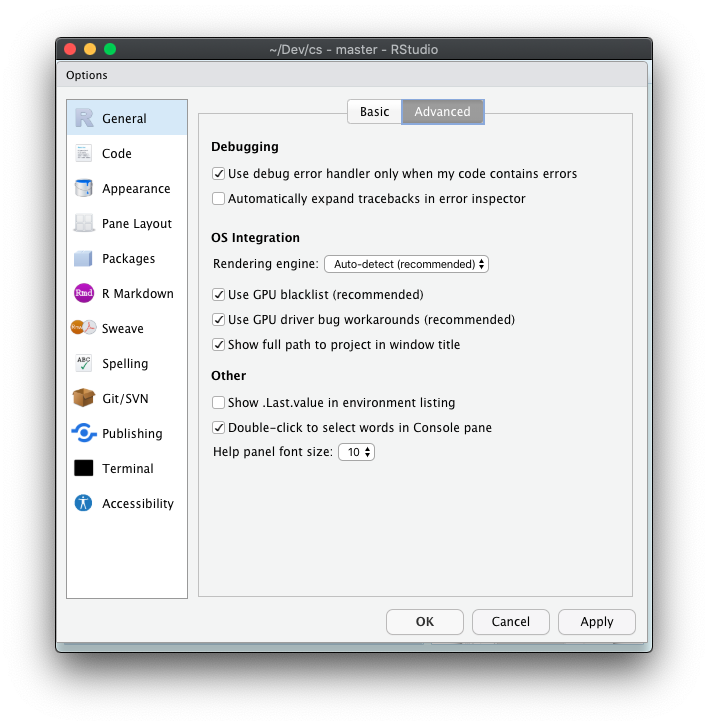 ~/Dev/cs - master - RStudio
Options
R General
Code
Appearance
Pane Layout
Packages
Rmd R Markdown
Rnw Sweave
ABC Spelling
Git/SVN
Publishing
Terminal
Accessibility
Basic Advanced
Debugging
Use debug error handler only when my code contains errors
Automatically expand tracebacks in error inspector
OS Integration
Rendering engine: Auto-detect (recommended)
Use GPU blacklist (recommended)
Use GPU driver bug workarounds (recommended)
Show full path to project in window title
Other
Show .Last.value in environment listing
Double-click to select words in Console pane
Help panel font size: 10
OK Cancel Apply